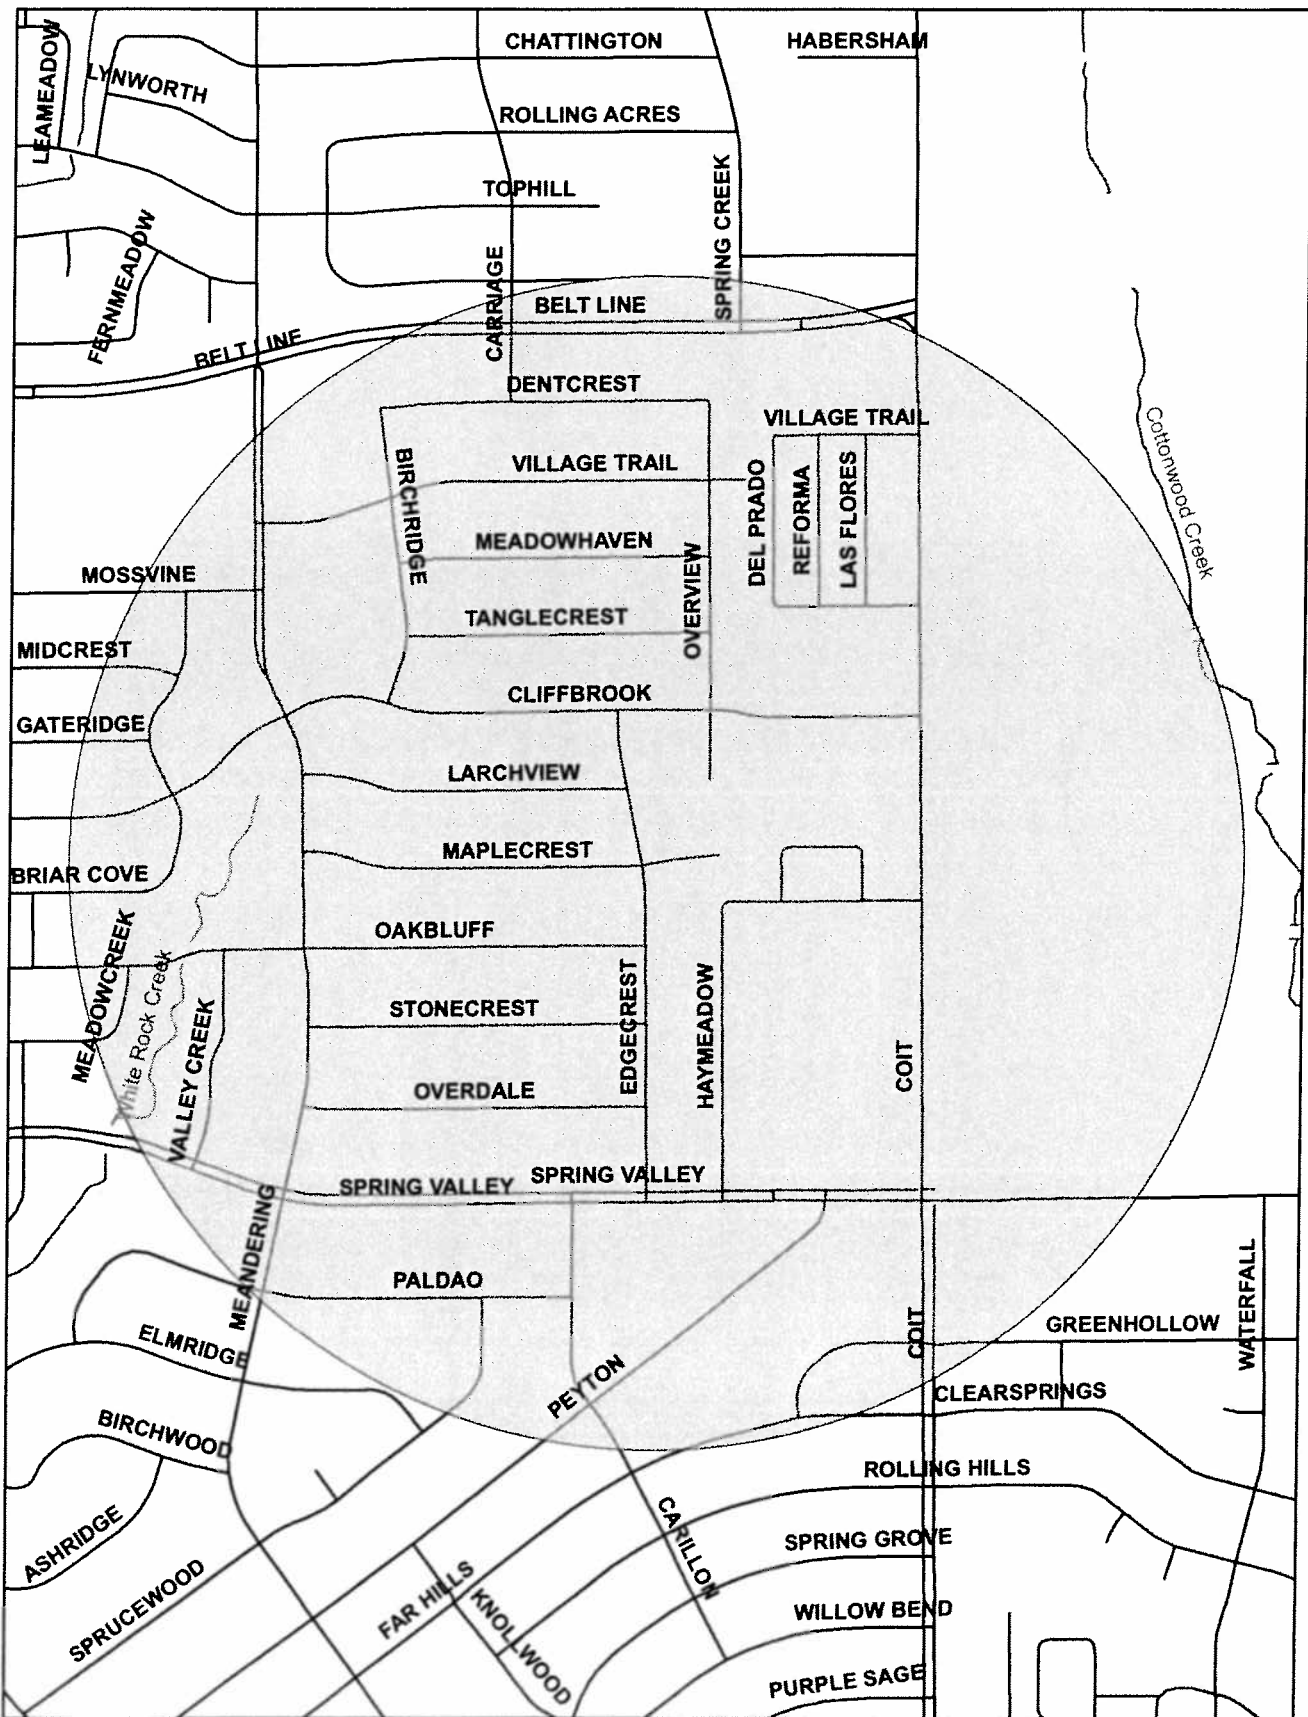 CHATTINGTON
HABERSHAM
LEAMEADOW
LYNWORTH
ROLLING ACRES
TOPHILL
SPRING CREEK
FERNMEADOW
CARRIAGE
BELT LINE
BELT LINE
DENTCREST
VILLAGE TRAIL
BIRCHRIDGE
VILLAGE TRAIL
DEL PRADO
REFORMA
LAS FLORES
Cottonwood Creek
MEADOWHAVEN
OVERVIEW
MOSSVINE
TANGLECREST
MIDCREST
CLIFFBROOK
GATERIDGE
LARCHVIEW
MAPLECREST
BRIAR COVE
OAKBLUFF
MEADOWCREEK
White Rock Creek
VALLEY CREEK
STONECREST
EDGECREST
HAYMEADOW
COIT
OVERDALE
SPRING VALLEY
SPRING VALLEY
MEANDERING
PALDAO
WATERFALL
COIT
GREENHOLLOW
ELMRIDGE
PEYTON
CLEARSPRINGS
BIRCHWOOD
ROLLING HILLS
ASHRIDGE
CARILLON
SPRING GROVE
SPRUCEWOOD
FAR HILLS
KNOLLWOOD
WILLOW BEND
PURPLE SAGE